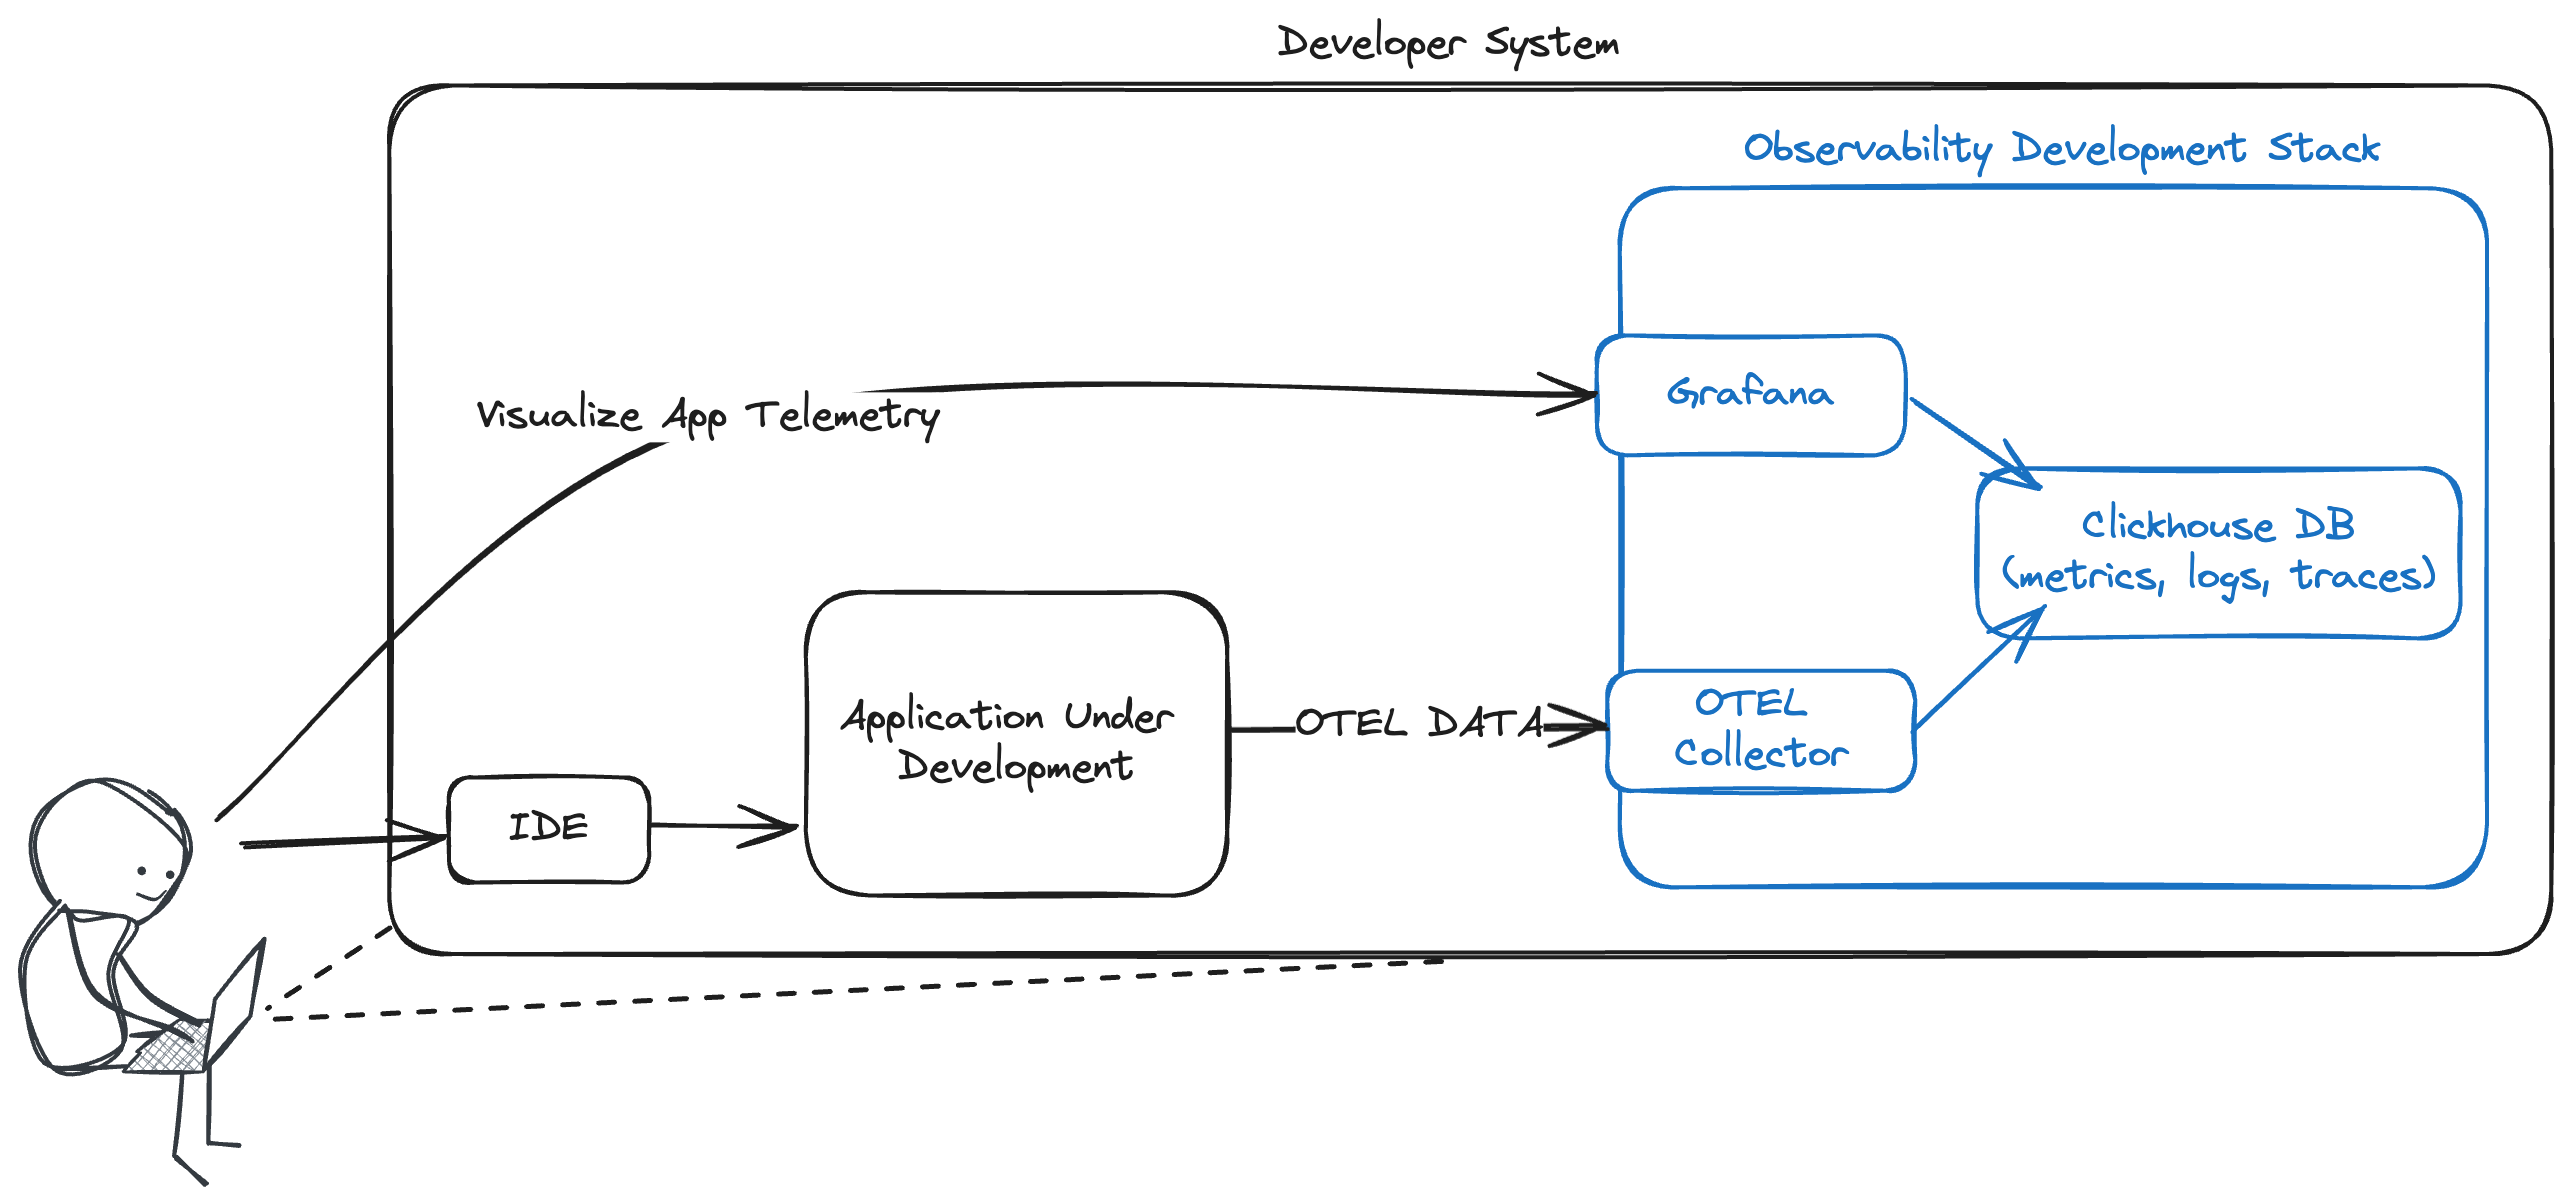 Developer System
Observability Development Stack
Visualize App Telemetry
Grafana
Clickhouse DB
(metrics, logs, traces)
Application Under
Development
OTEL DATA
OTEL
Collector
IDE